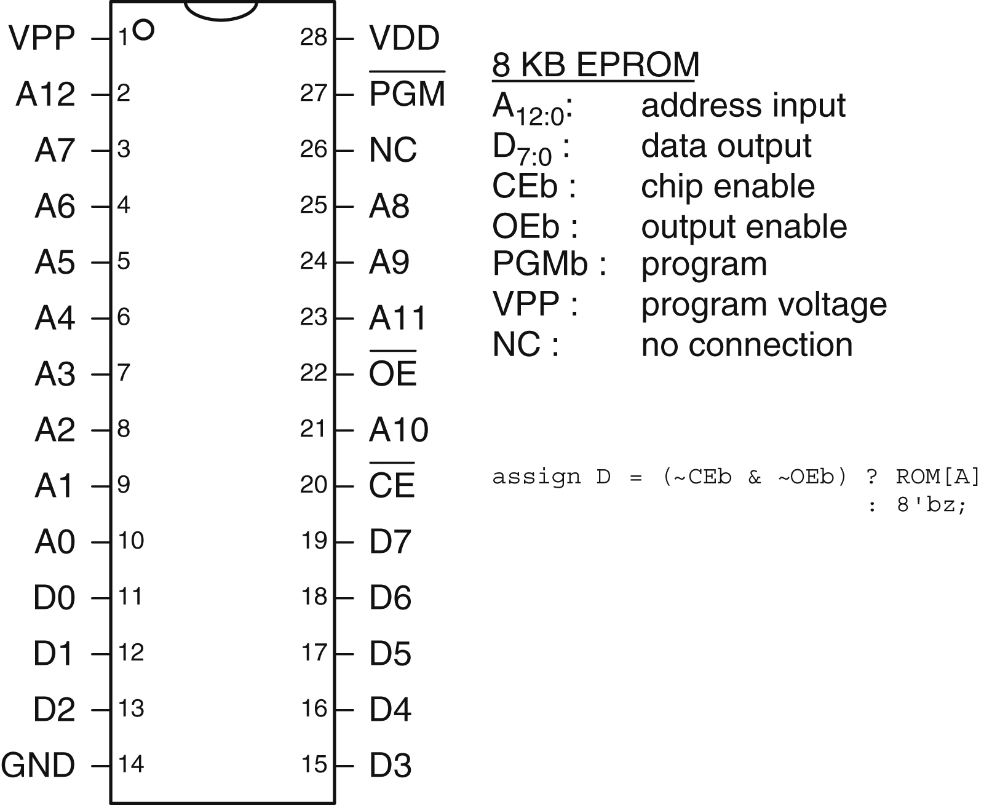 VPP 1 28 VDD
A12 2 27 PGM
A7 3 26 NC
A6 4 25 A8
A5 5 24 A9
A4 6 23 A11
A3 7 22 OE
A2 8 21 A10
A1 9 20 CE
A0 10 19 D7
D0 11 18 D6
D1 12 17 D5
D2 13 16 D4
GND 14 15 D3
8 KB EPROM
A12:0: address input
D7:0 : data output
CEb : chip enable
OEb : output enable
PGMb : program
VPP : program voltage
NC : no connection
assign D = (~CEb & ~OEb) ? ROM[A]
: 8'bz;